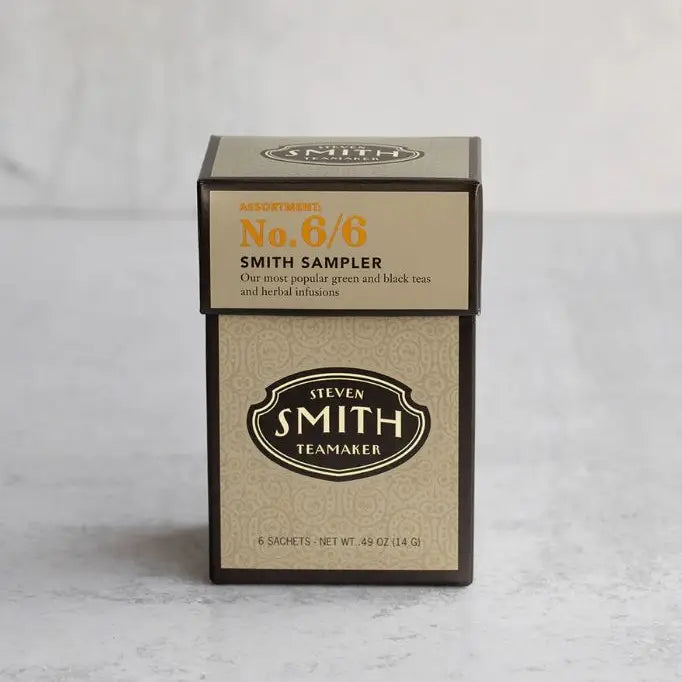 STEVEN
SMITH
TEAMAKER
ASSORTMENT:
No. 6/6
SMITH SAMPLER
Our most popular green and black teas
and herbal infusions
STEVEN
SMITH
TEAMAKER
6 SACHETS - NET WT. .49 OZ (14 G)